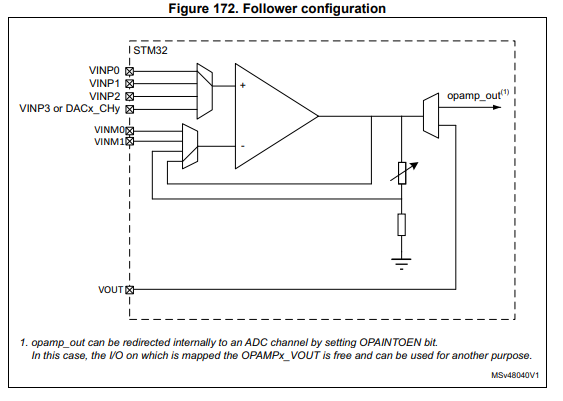 Figure 172. Follower configuration
STM32
VINP0
VINP1
VINP2
VINP3 or DACx_CHy
VINM0
VINM1
+
-
opamp_out(1)
VOUT
1. opamp_out can be redirected internally to an ADC channel by setting OPAINTOEN bit.
In this case, the I/O on which is mapped the OPAMPx_VOUT is free and can be used for another purpose.
MSv48040V1